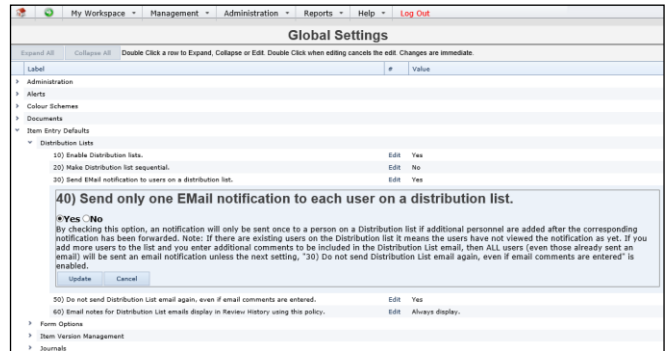 My Workspace Management Administration Reports Help Log Out
Global Settings
Expand All Collapse All Double Click a row to Expand, Collapse or Edit. Double Click when editing cancels the edit. Changes are immediate.
Label # Value
Administration
Alerts
Colour Schemes
Documents
Item Entry Defaults
Distribution Lists
10) Enable Distribution lists. Edit Yes
20) Make Distribution list sequential. Edit No
30) Send EMail notification to users on a distribution list. Edit Yes
40) Send only one EMail notification to each user on a distribution list.
Yes No
By checking this option, an notification will only be sent once to a person on a Distribution list if additional personnel are added after the corresponding
notification has been forwarded. Note: If there are existing users on the Distribution list it means the users have not viewed the notification as yet. If you
add more users to the list and you enter additional comments to be included in the Distribution List email, then ALL users (even those already sent an
email) will be sent an email notification unless the next setting, "30) Do not send Distribution List email again, even if email comments are entered" is
enabled.
Update Cancel
50) Do not send Distribution List email again, even if email comments are entered. Edit Yes
60) Email notes for Distribution List emails display in Review History using this policy. Edit Always display.
Form Options
Item Version Management
Journals